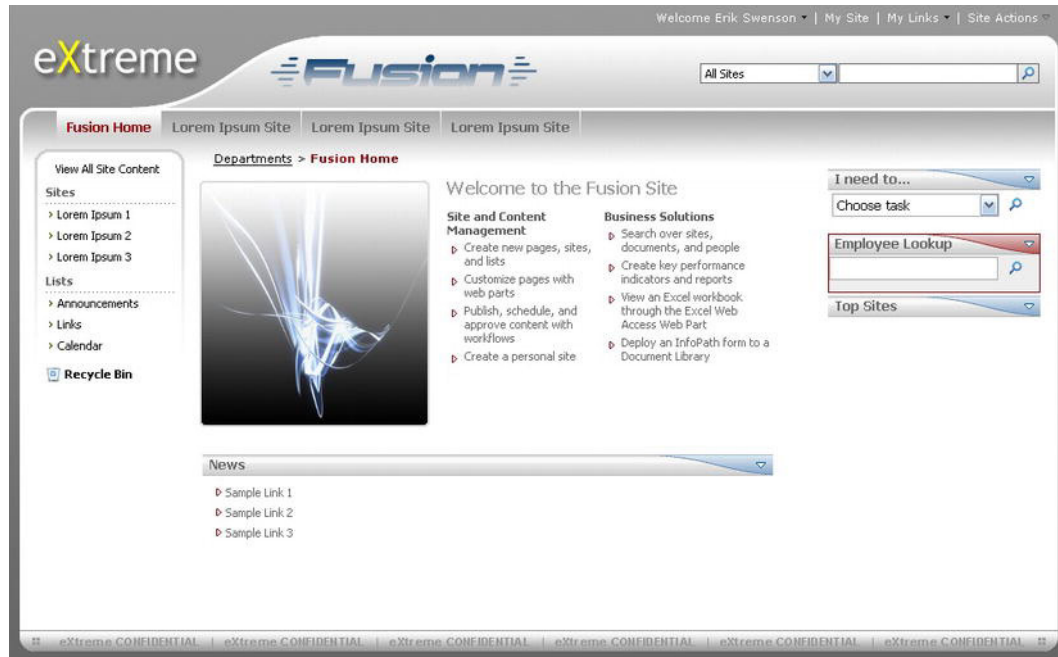 Welcome Erik Swenson | My Site | My Links | Site Actions
eXtreme
Fusion
All Sites
Fusion Home Lorem Ipsum Site Lorem Ipsum Site Lorem Ipsum Site
View All Site Content
Sites
Lorem Ipsum 1
Lorem Ipsum 2
Lorem Ipsum 3
Lists
Announcements
Links
Calendar
Recycle Bin
Departments > Fusion Home
Welcome to the Fusion Site
Site and Content
Management
Create new pages, sites,
and lists
Customize pages with
web parts
Publish, schedule, and
approve content with
workflows
Create a personal site
Business Solutions
Search over sites,
documents, and people
Create key performance
indicators and reports
View an Excel workbook
through the Excel Web
Access Web Part
Deploy an InfoPath form to a
Document Library
I need to...
Choose task
Employee Lookup
Top Sites
News
Sample Link 1
Sample Link 2
Sample Link 3
eXtreme CONFIDENTIAL | eXtreme CONFIDENTIAL | eXtreme CONFIDENTIAL | eXtreme CONFIDENTIAL | eXtreme CONFIDENTIAL | eXtreme CONFIDENTIAL